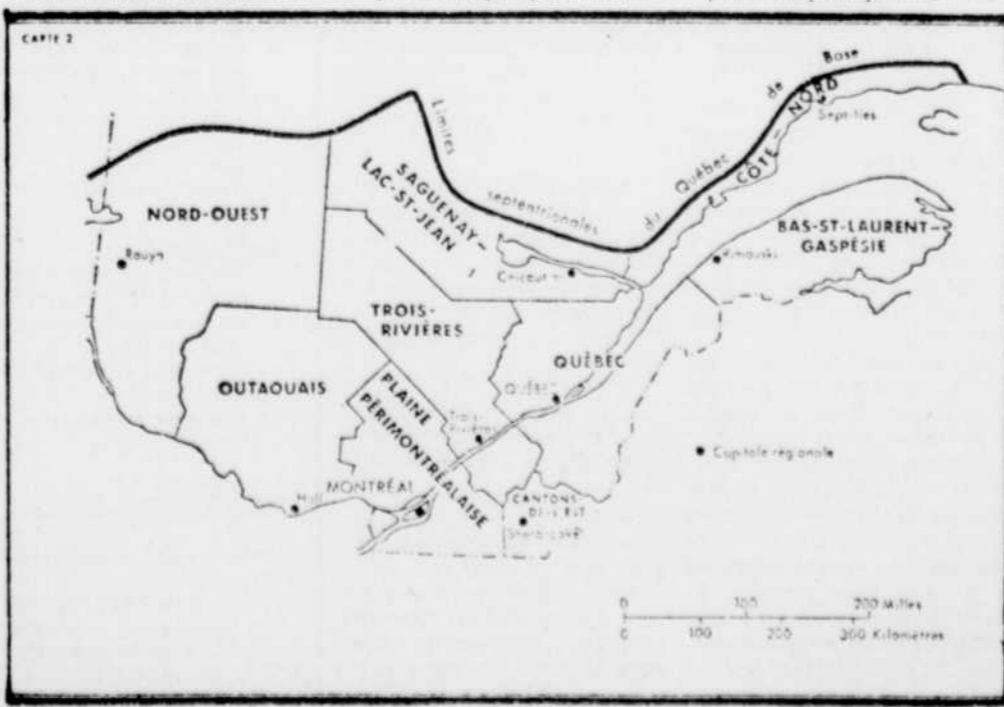 CARTE 2
Limites
septentrionales
du
Québec
de
Base
CÔTE-NORD
Sept-Iles
SAGUENAY-
LAC-ST-JEAN
NORD-OUEST
Rouyn
BAS-ST-LAURENT-
GASPÉSIE
Rimouski
TROIS-
RIVIÈRES
QUÉBEC
QUÉBEC
OUTAOUAIS
PLAINE
PÉRIMONTRÉALAISE
Trois-
Rivières
Capitale régionale
MONTRÉAL
Hull
CANTONS-
DE-L'EST
0 100 200 Milles
0 100 200 300 Kilomètres